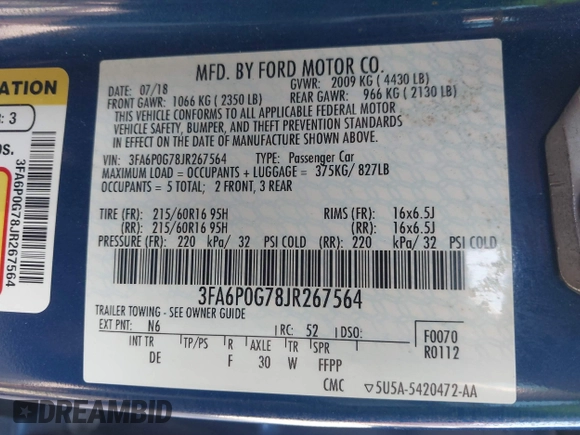 ATION
: 3
OS.
3FA6P0G78JR267564
MFD. BY FORD MOTOR CO.
DATE: 07/18 GVWR: 2009 KG ( 4430 LB)
FRONT GAWR: 1066 KG ( 2350 LB) REAR GAWR: 966 KG ( 2130 LB)
THIS VEHICLE CONFORMS TO ALL APPLICABLE FEDERAL MOTOR
VEHICLE SAFETY, BUMPER, AND THEFT PREVENTION STANDARDS
IN EFFECT ON THE DATE OF MANUFACTURE SHOWN ABOVE.
VIN: 3FA6P0G78JR267564 TYPE: Passenger Car
MAXIMUM LOAD = OCCUPANTS + LUGGAGE = 375KG/ 827LB
OCCUPANTS = 5 TOTAL; 2 FRONT, 3 REAR
TIRE (FR): 215/60R16 95H RIMS (FR): 16x6.5J
(RR): 215/60R16 95H (RR): 16x6.5J
PRESSURE (FR): 220 kPa/ 32 PSI COLD (RR): 220 kPa/ 32 PSI COLD
3FA6P0G78JR267564
TRAILER TOWING - SEE OWNER GUIDE
EXT PNT: N6 RC: 52 DSO: F0070
R0112
INT TR TP/PS R AXLE TR SPR
DE F 30 W FFPP
CMC ▽5U5A-5420472-AA
DREAMBID